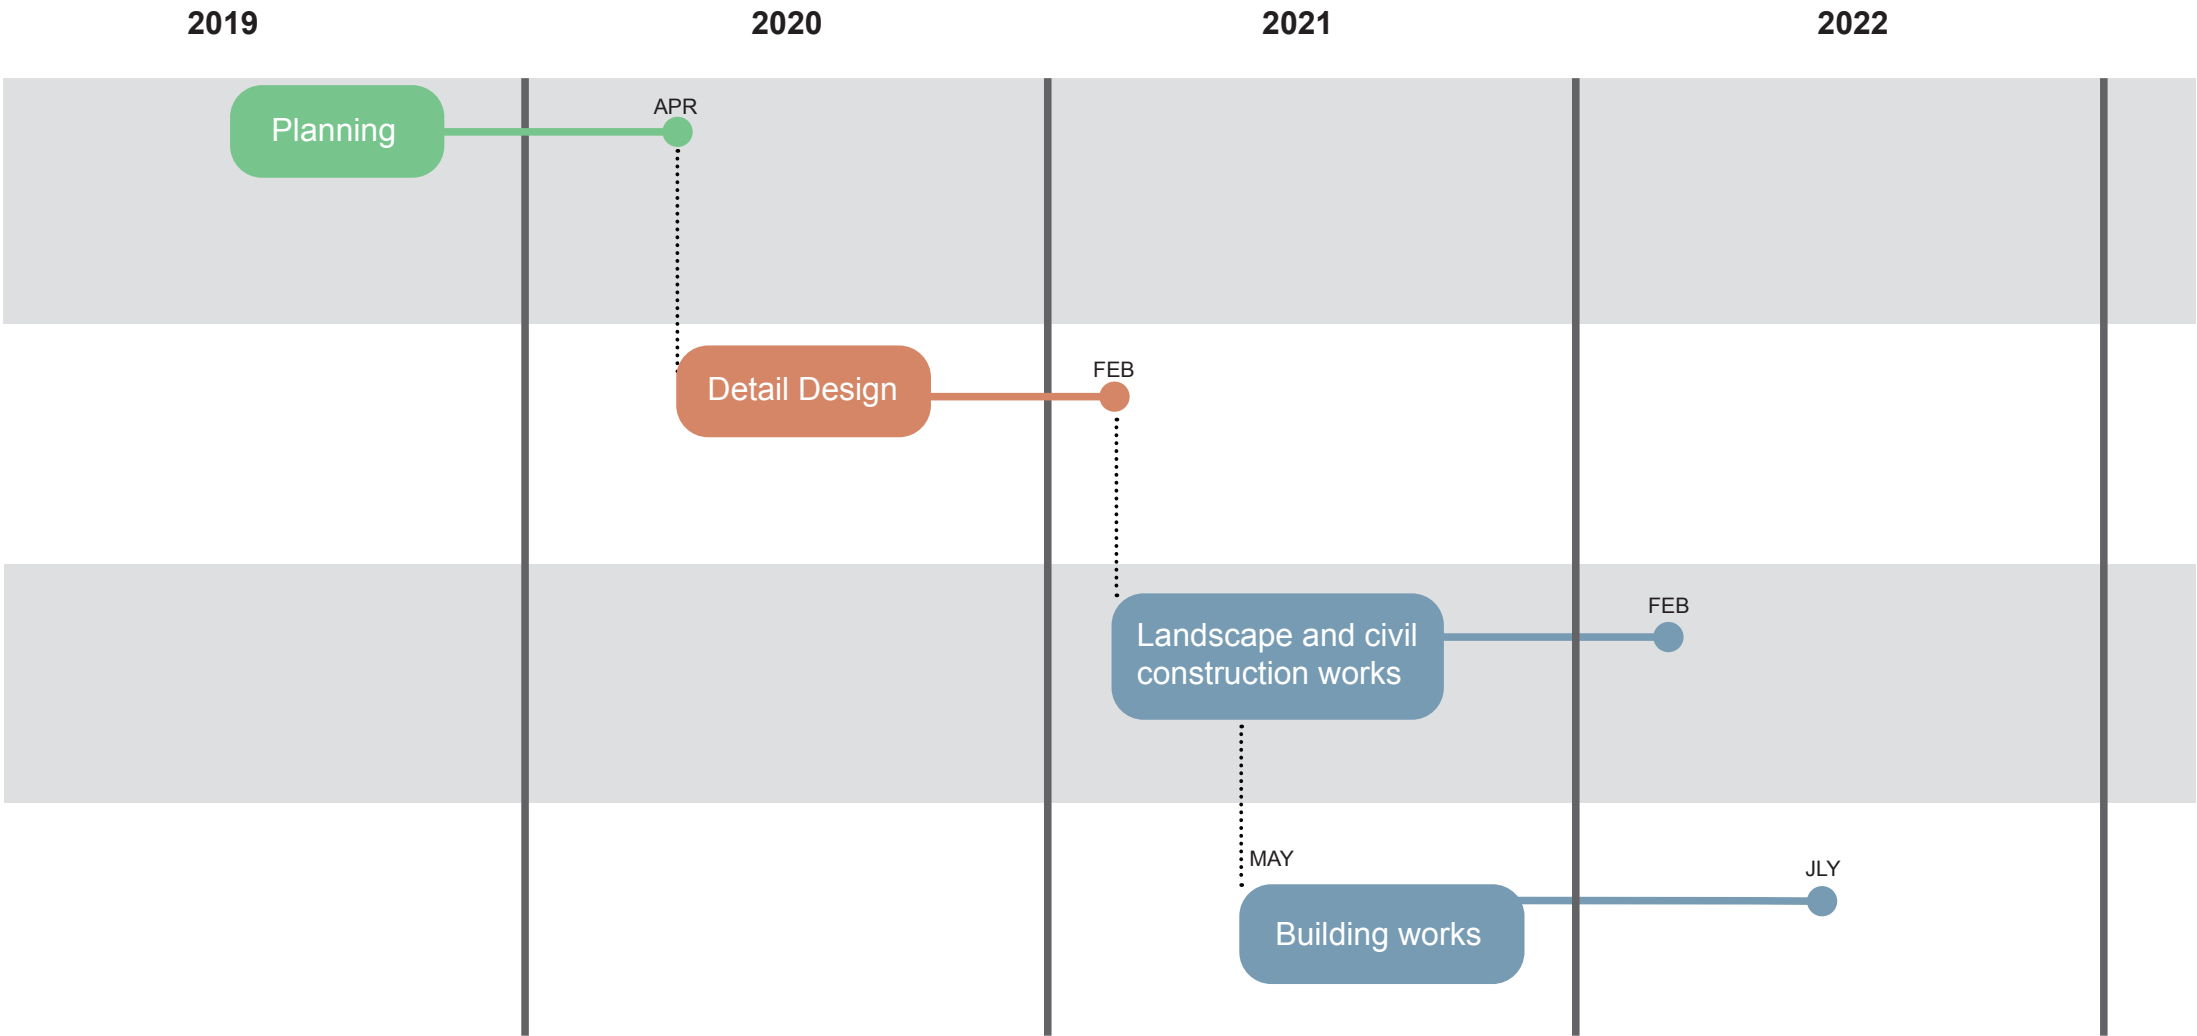 2019
2020
2021
2022
Planning
APR
Detail Design
FEB
Landscape and civil
construction works
FEB
MAY
Building works
JLY